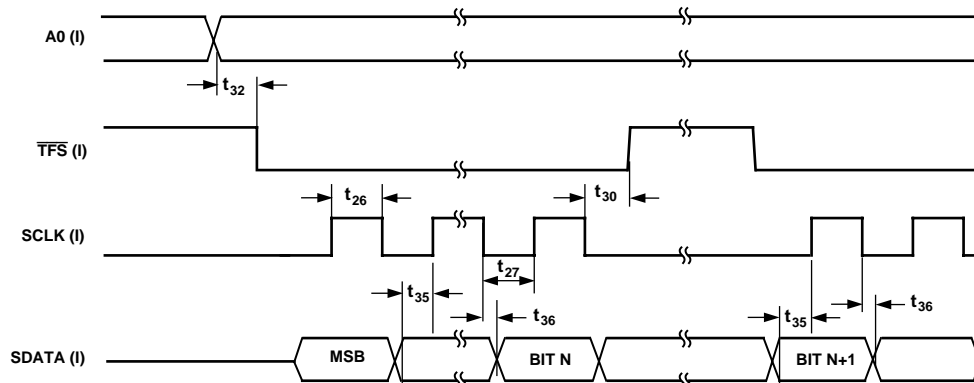 A0 (I)
t32
TFS (I)
t26
t30
SCLK (I)
t27
t35
t36
t35
t36
SDATA (I)
MSB
BIT N
BIT N+1